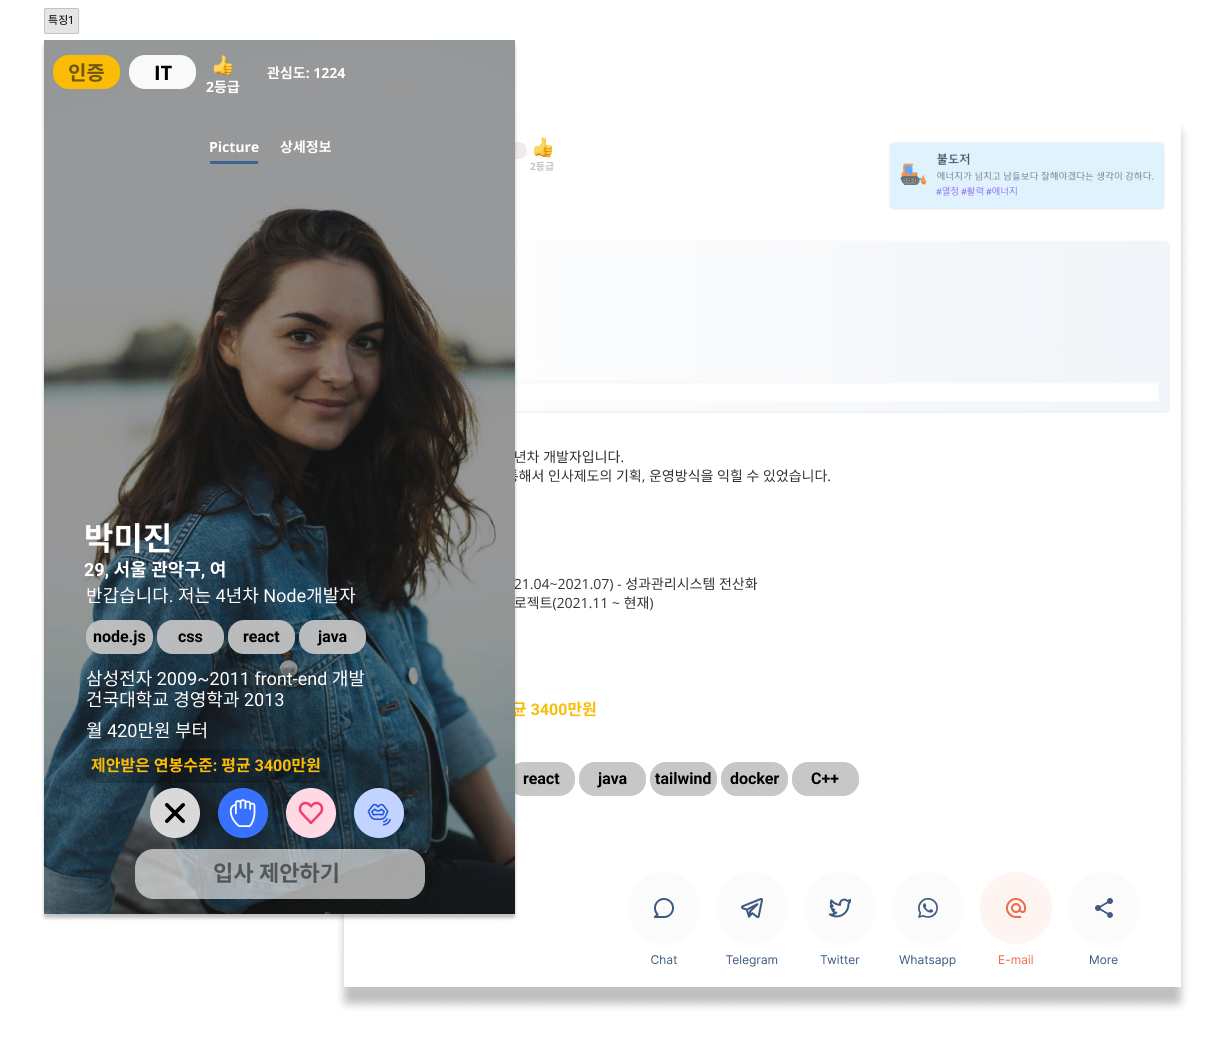 특징1
인증
IT
2등급
관심도: 1224
Picture
상세정보
박미진
29, 서울 관악구, 여
반갑습니다. 저는 4년차 Node개발자
node.js
css
react
java
삼성전자 2009~2011 front-end 개발
건국대학교 경영학과 2013
월 420만원 부터
제안받은 연봉수준: 평균 3400만원
입사 제안하기
2등급
불도저
에너지가 넘치고 남들보다 잘해야겠다는 생각이 강하다.
#열정 #활력 #에너지
년차 개발자입니다.
통해서 인사제도의 기획, 운영방식을 익힐 수 있었습니다.
21.04~2021.07) - 성과관리시스템 전산화
로젝트(2021.11 ~ 현재)
균 3400만원
react
java
tailwind
docker
C++
Chat
Telegram
Twitter
Whatsapp
E-mail
More